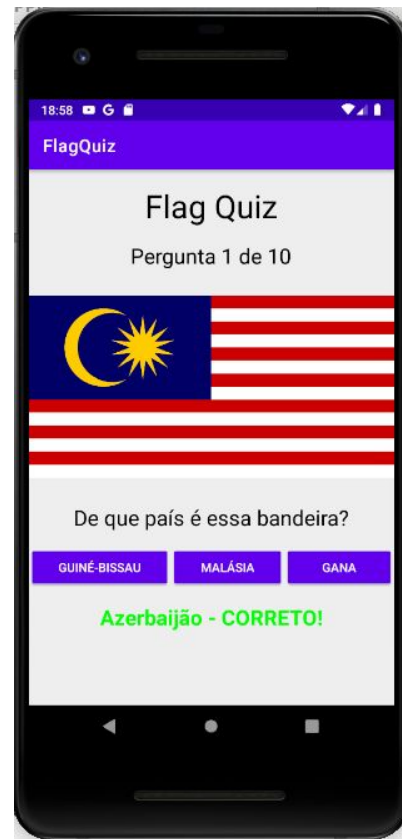 18:58 G
FlagQuiz
Flag Quiz
Pergunta 1 de 10
De que país é essa bandeira?
GUINÉ-BISSAU MALÁSIA GANA
Azerbaijão - CORRETO!